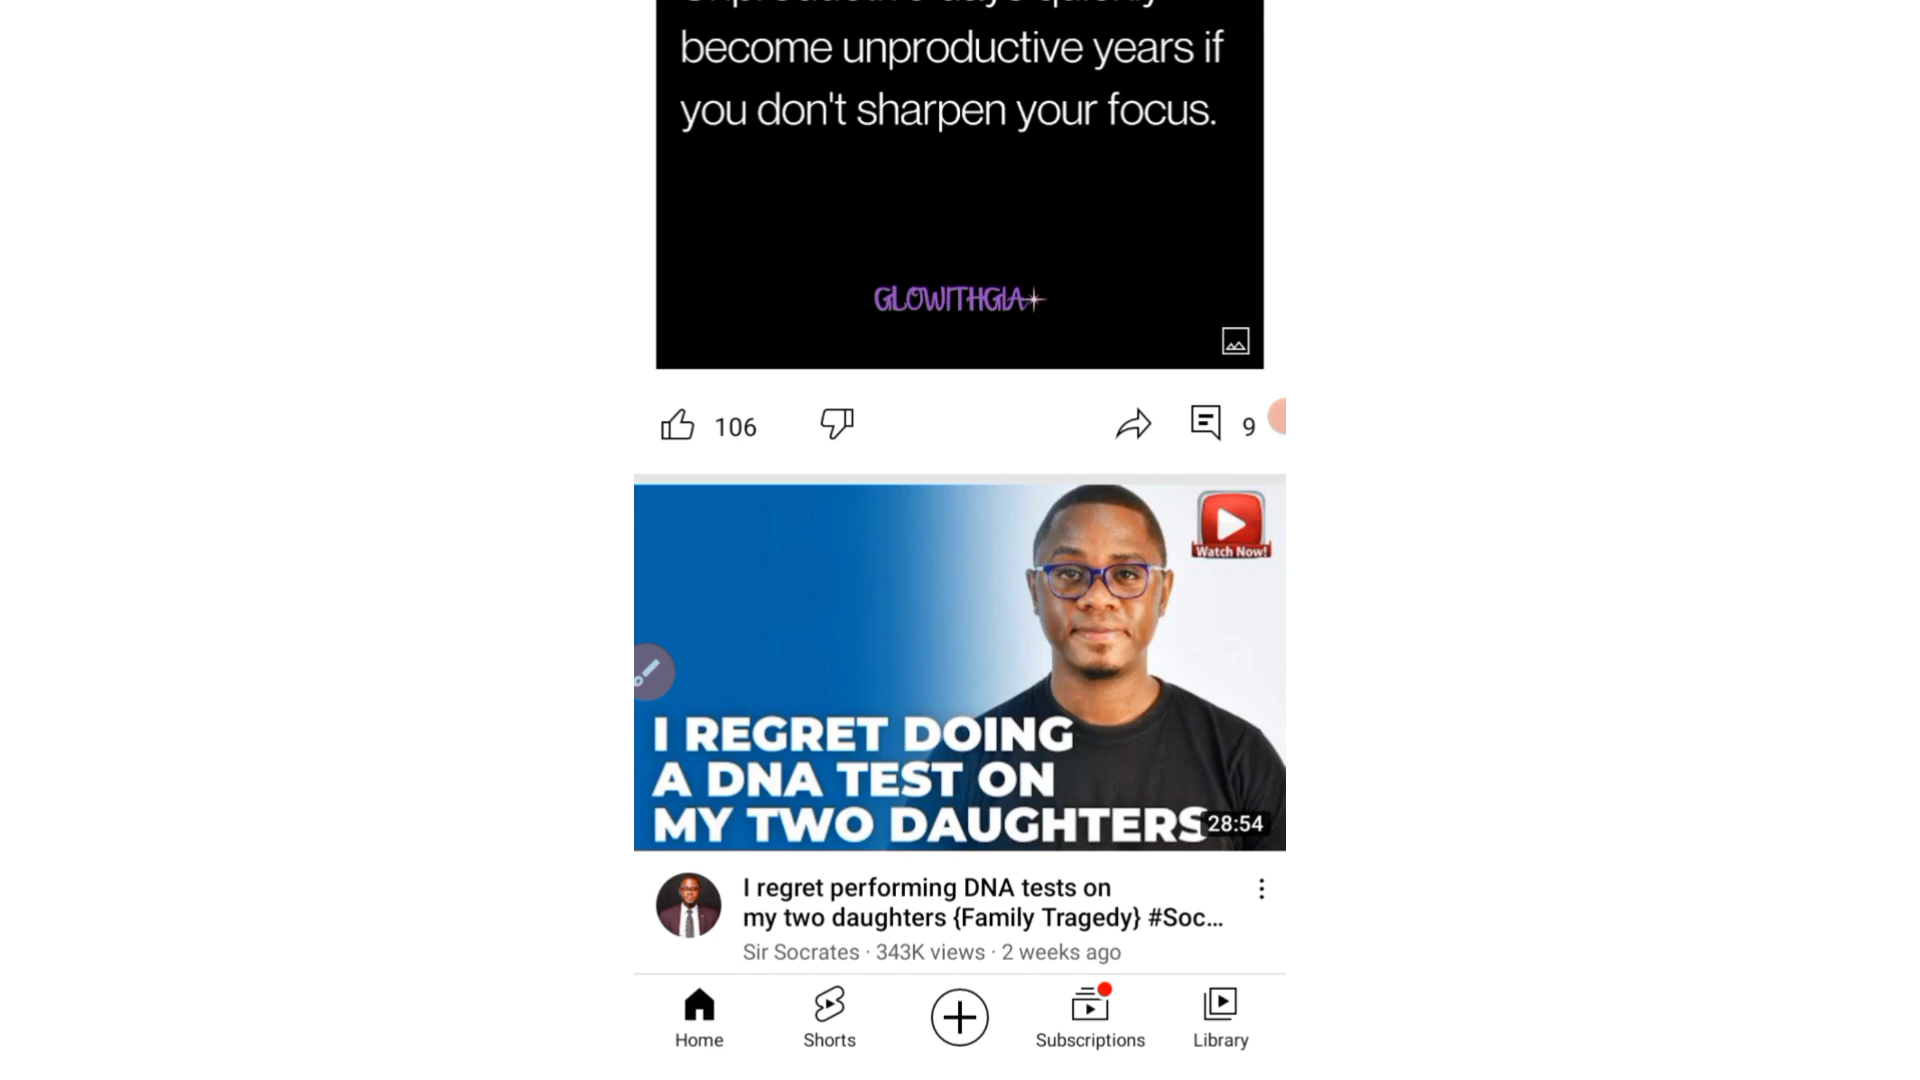 become unproductive years if
you don't sharpen your focus.
GLOWITHGIA
106
9
Watch Now!
I REGRET DOING
A DNA TEST ON
MY TWO DAUGHTERS
28:54
I regret performing DNA tests on
my two daughters {Family Tragedy} #Soc...
Sir Socrates · 343K views · 2 weeks ago
Home
Shorts
Subscriptions
Library